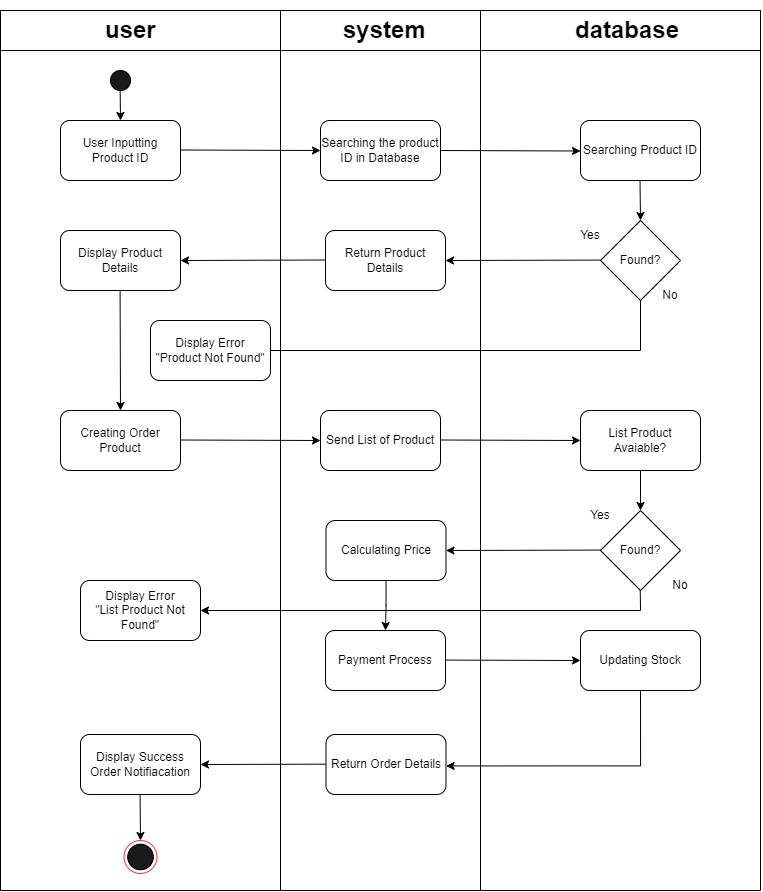 user
system
database
User Inputting
Product ID
Searching the product
ID in Database
Searching Product ID
Display Product
Details
Return Product
Details
Yes
Found?
No
Display Error
"Product Not Found"
Creating Order
Product
Send List of Product
List Product
Avaiable?
Yes
Calculating Price
Found?
No
Display Error
"List Product Not
Found"
Payment Process
Updating Stock
Display Success
Order Notifiacation
Return Order Details